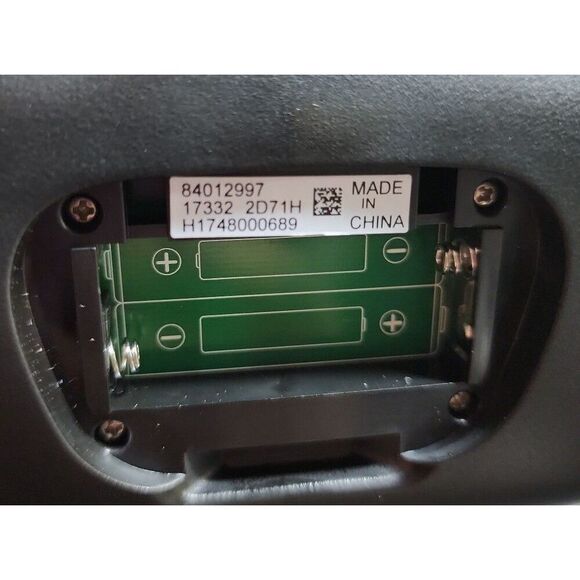 84012997
17332 2D71H
H1748000689
MADE
IN
CHINA
+ −
− +